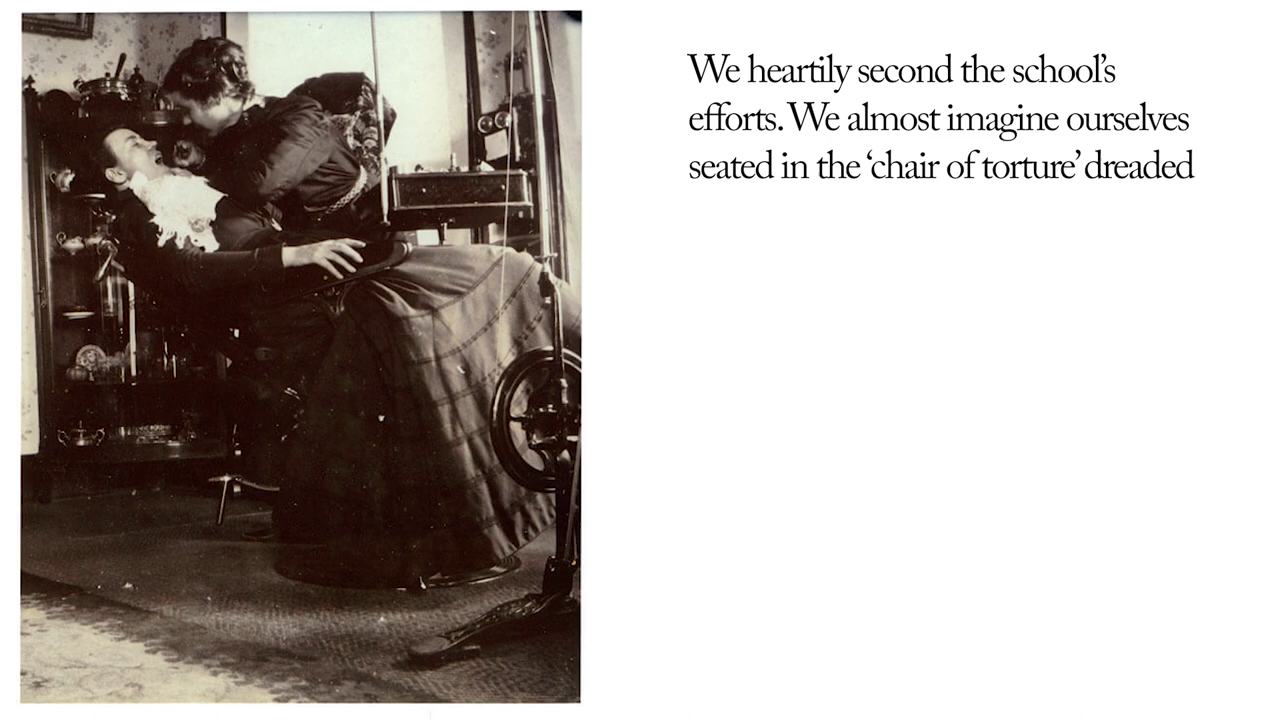 We heartily second the school’s
efforts. We almost imagine ourselves
seated in the ‘chair of torture’ dreaded